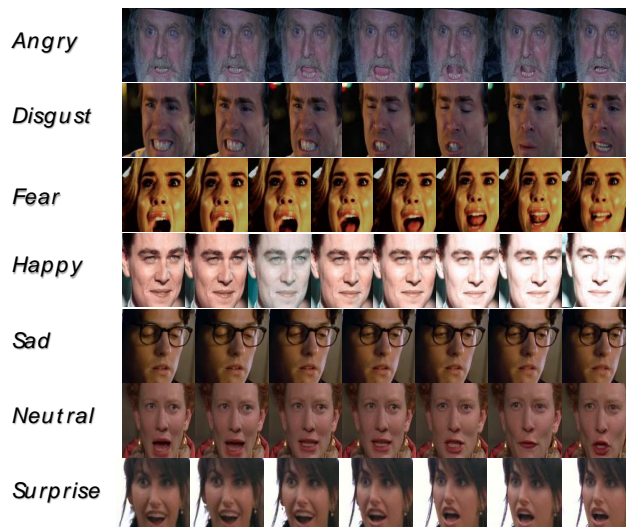 Angry
Disgust
Fear
Happy
Sad
Neutral
Surprise